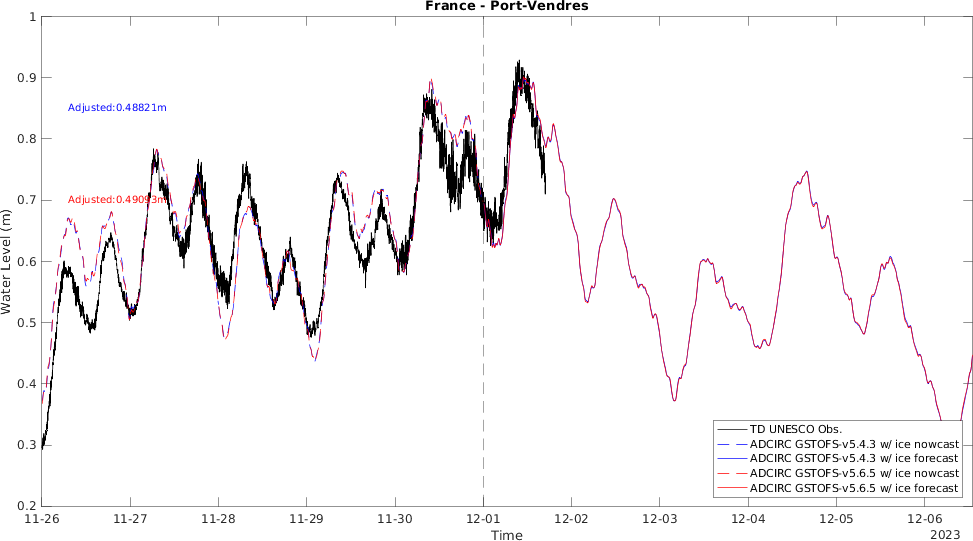 France - Port-Vendres
1
0.9
0.8
0.7
0.6
0.5
0.4
0.3
0.2
Water Level (m)
Adjusted:0.48821m
Adjusted:0.49093m
TD UNESCO Obs.
ADCIRC GSTOFS-v5.4.3 w/ ice nowcast
ADCIRC GSTOFS-v5.4.3 w/ ice forecast
ADCIRC GSTOFS-v5.6.5 w/ ice nowcast
ADCIRC GSTOFS-v5.6.5 w/ ice forecast
11-26 11-27 11-28 11-29 11-30 12-01 12-02 12-03 12-04 12-05 12-06
Time 2023